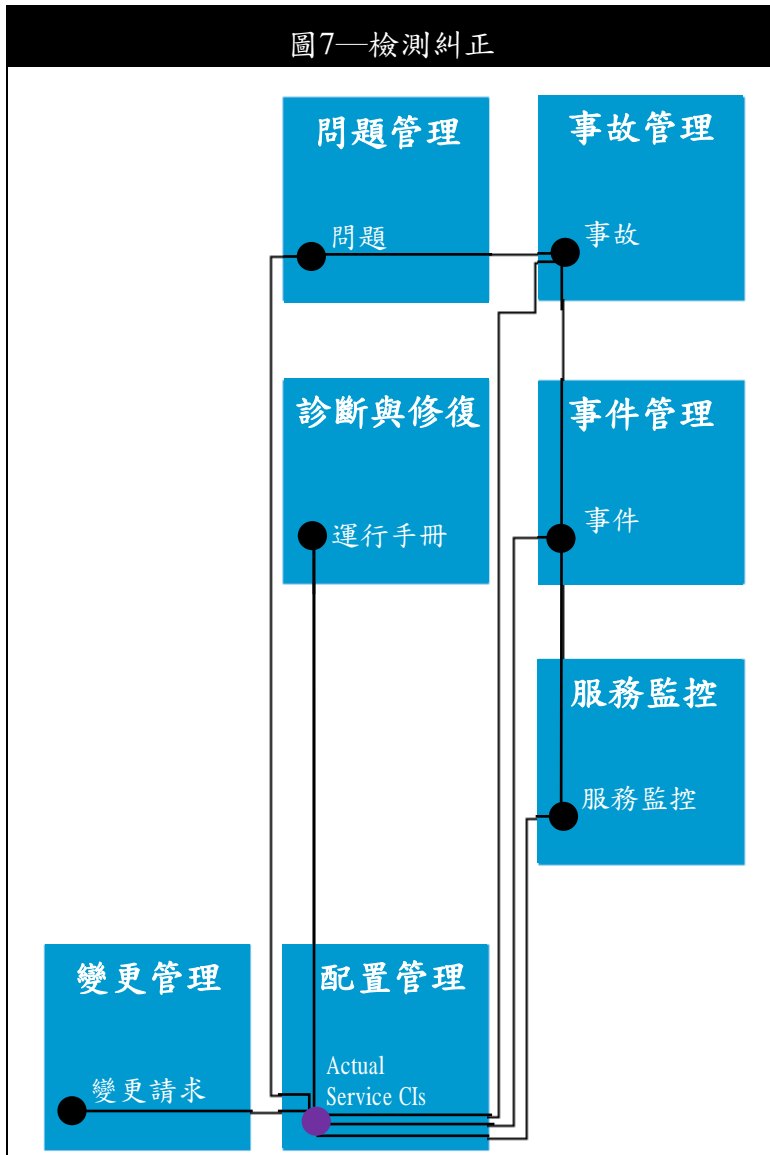 圖7—檢測糾正
問題管理
事故管理
問題
事故
診斷與修復
事件管理
運行手冊
事件
服務監控
服務監控
變更管理
配置管理
變更請求
Actual
Service CIs